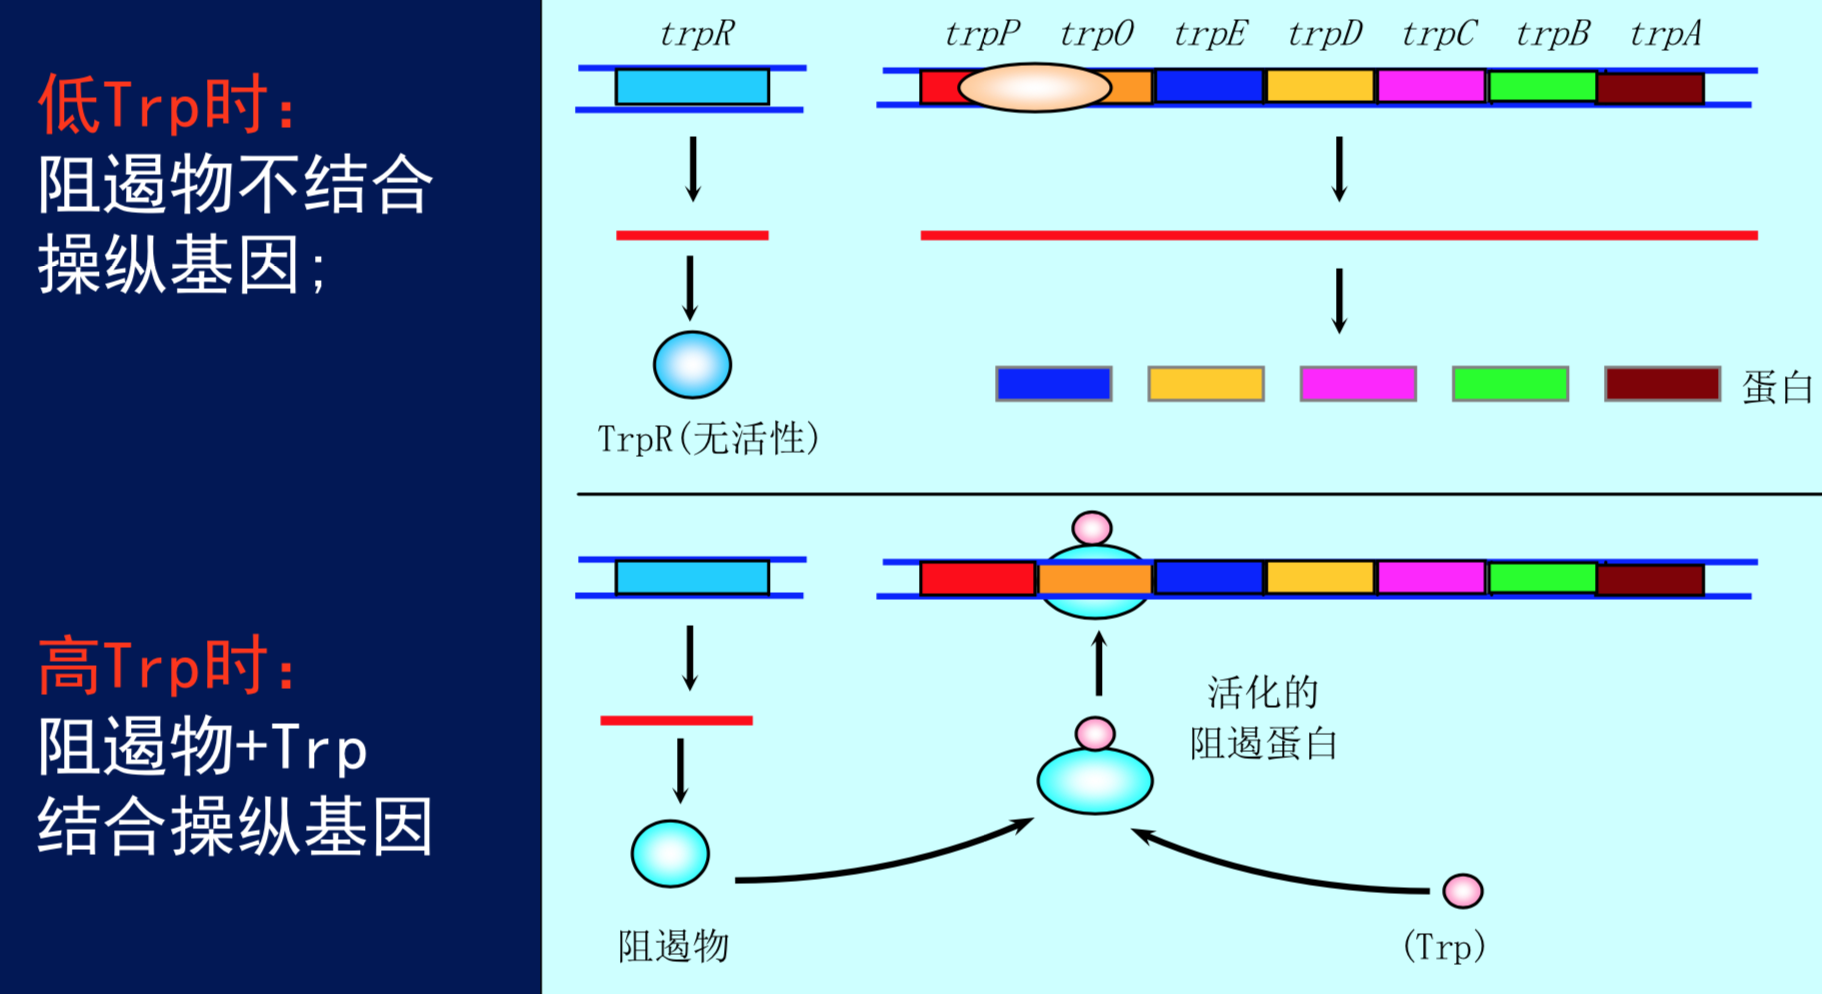 低Trp时：
阻遏物不结合
操纵基因；
trpR
trpP trpO trpE trpD trpC trpB trpA
蛋白
TrpR(无活性)
高Trp时：
阻遏物+Trp
结合操纵基因
活化的
阻遏蛋白
阻遏物
(Trp)